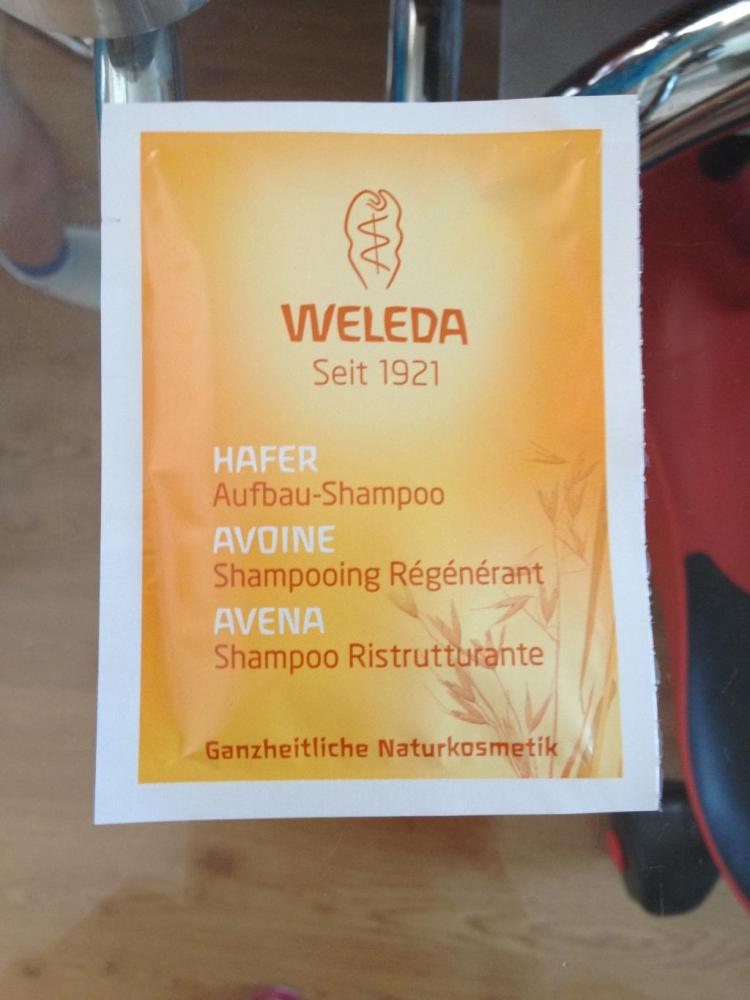 WELEDA
Seit 1921
HAFER
Aufbau-Shampoo
AVOINE
Shampooing Régénérant
AVENA
Shampoo Ristrutturante
Ganzheitliche Naturkosmetik